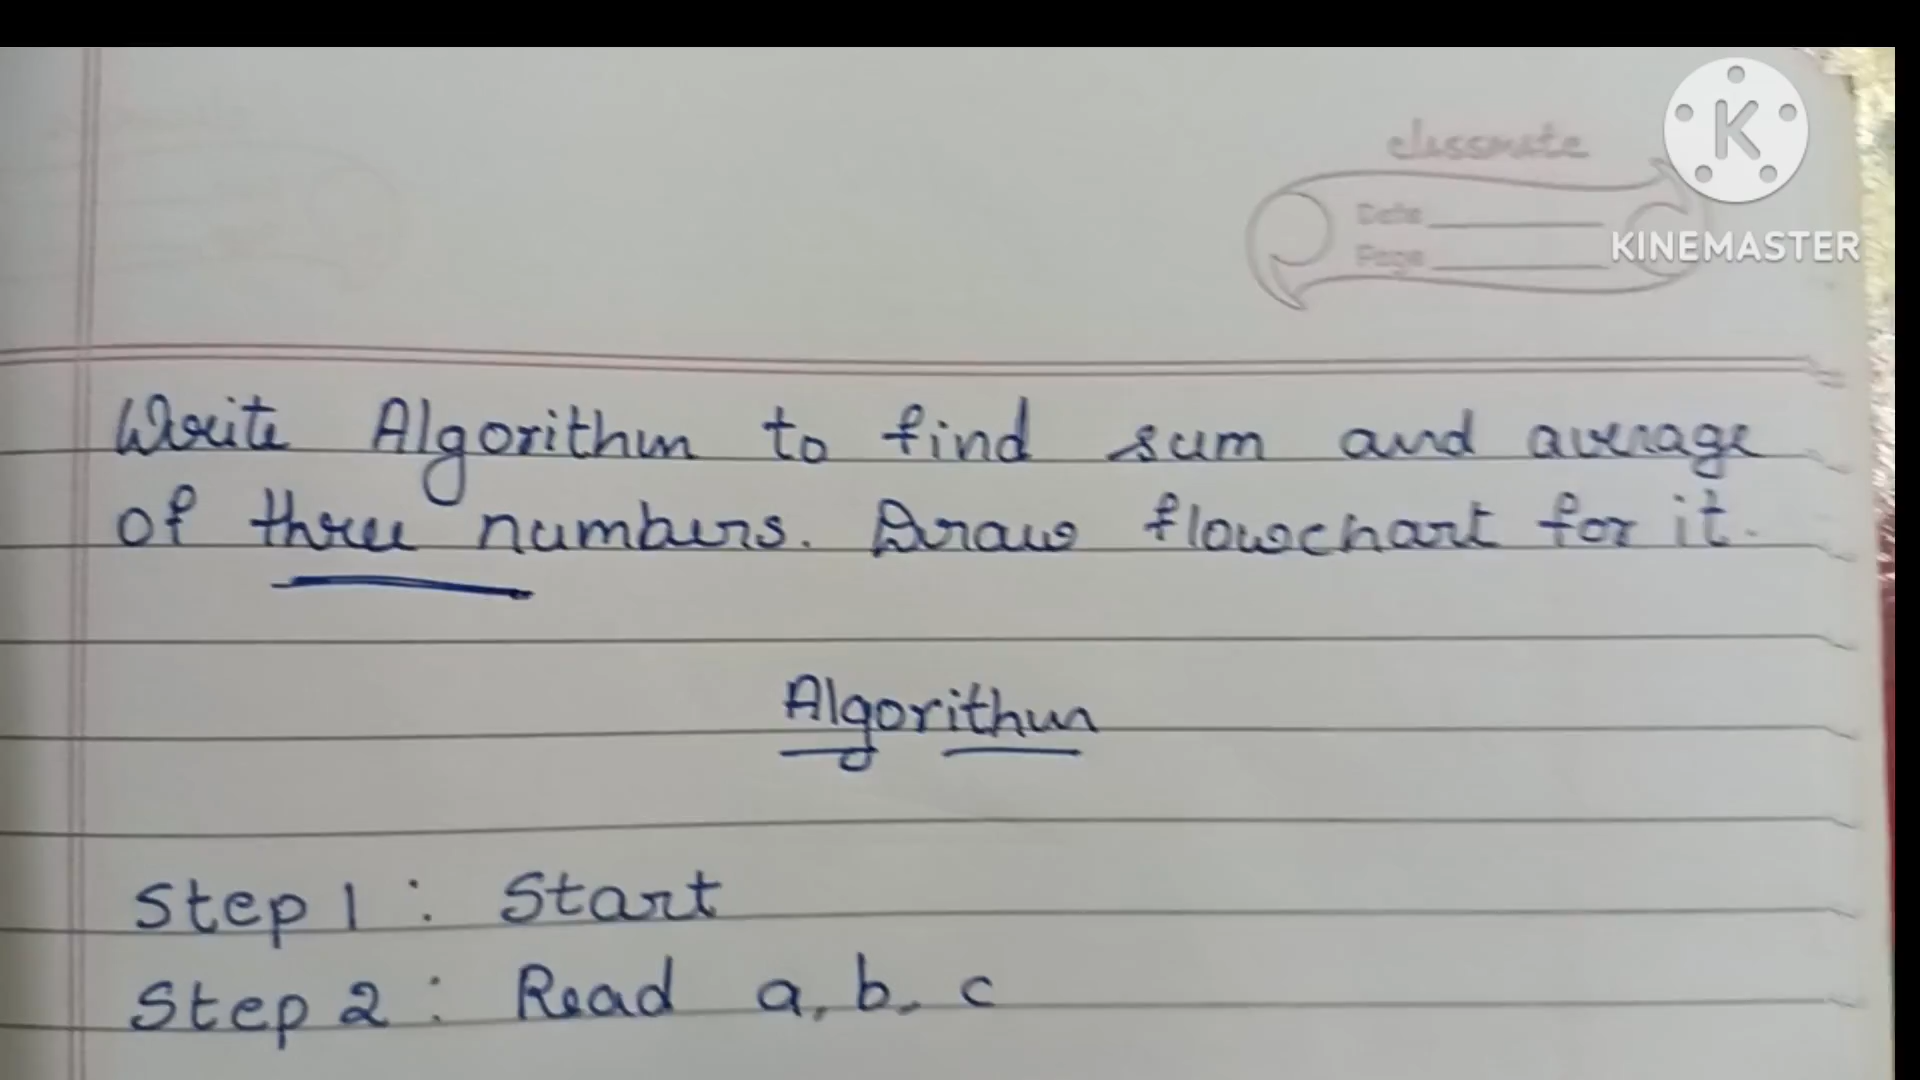 classmate
Date
Page
K
KINEMASTER
Write Algorithm to find sum and average
of three numbers. Draw flowchart for it.
Algorithm
Step 1 : Start
Step 2 : Read a, b, c